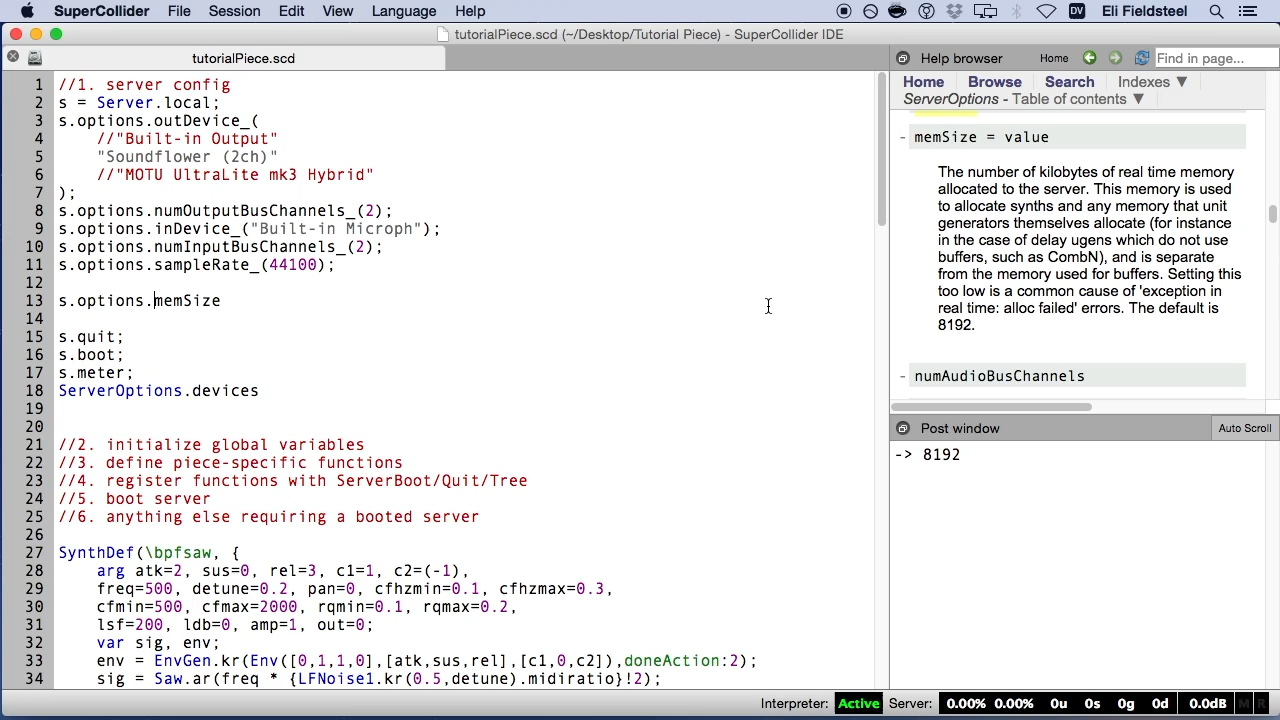 SuperCollider File Session Edit View Language Help DV Eli Fieldsteel
tutorialPiece.scd (~/Desktop/Tutorial Piece) - SuperCollider IDE
tutorialPiece.scd
1 //1. server config
2 s = Server.local;
3 s.options.outDevice_(
4 //"Built-in Output"
5 "Soundflower (2ch)"
6 //"MOTU UltraLite mk3 Hybrid"
7 );
8 s.options.numOutputBusChannels_(2);
9 s.options.inDevice_("Built-in Microph");
10 s.options.numInputBusChannels_(2);
11 s.options.sampleRate_(44100);
12
13 s.options.memSize
14
15 s.quit;
16 s.boot;
17 s.meter;
18 ServerOptions.devices
19
20
21 //2. initialize global variables
22 //3. define piece-specific functions
23 //4. register functions with ServerBoot/Quit/Tree
24 //5. boot server
25 //6. anything else requiring a booted server
26
27 SynthDef(\bpfsaw, {
28 arg atk=2, sus=0, rel=3, c1=1, c2=(-1),
29 freq=500, detune=0.2, pan=0, cfhzmin=0.1, cfhzmax=0.3,
30 cfmin=500, cfmax=2000, rqmin=0.1, rqmax=0.2,
31 lsf=200, ldb=0, amp=1, out=0;
32 var sig, env;
33 env = EnvGen.kr(Env([0,1,1,0],[atk,sus,rel],[c1,0,c2]),doneAction:2);
34 sig = Saw.ar(freq * {LFNoise1.kr(0.5,detune).midiratio}!2);
Help browser Home Find in page...
Home Browse Search Indexes ▼
ServerOptions - Table of contents ▼
- memSize = value
The number of kilobytes of real time memory
allocated to the server. This memory is used
to allocate synths and any memory that unit
generators themselves allocate (for instance
in the case of delay ugens which do not use
buffers, such as CombN), and is separate
from the memory used for buffers. Setting this
too low is a common cause of 'exception in
real time: alloc failed' errors. The default is
8192.
- numAudioBusChannels
Post window Auto Scroll
-> 8192
Interpreter: Active Server: 0.00% 0.00% 0u 0s 0g 0d 0.0dB M R